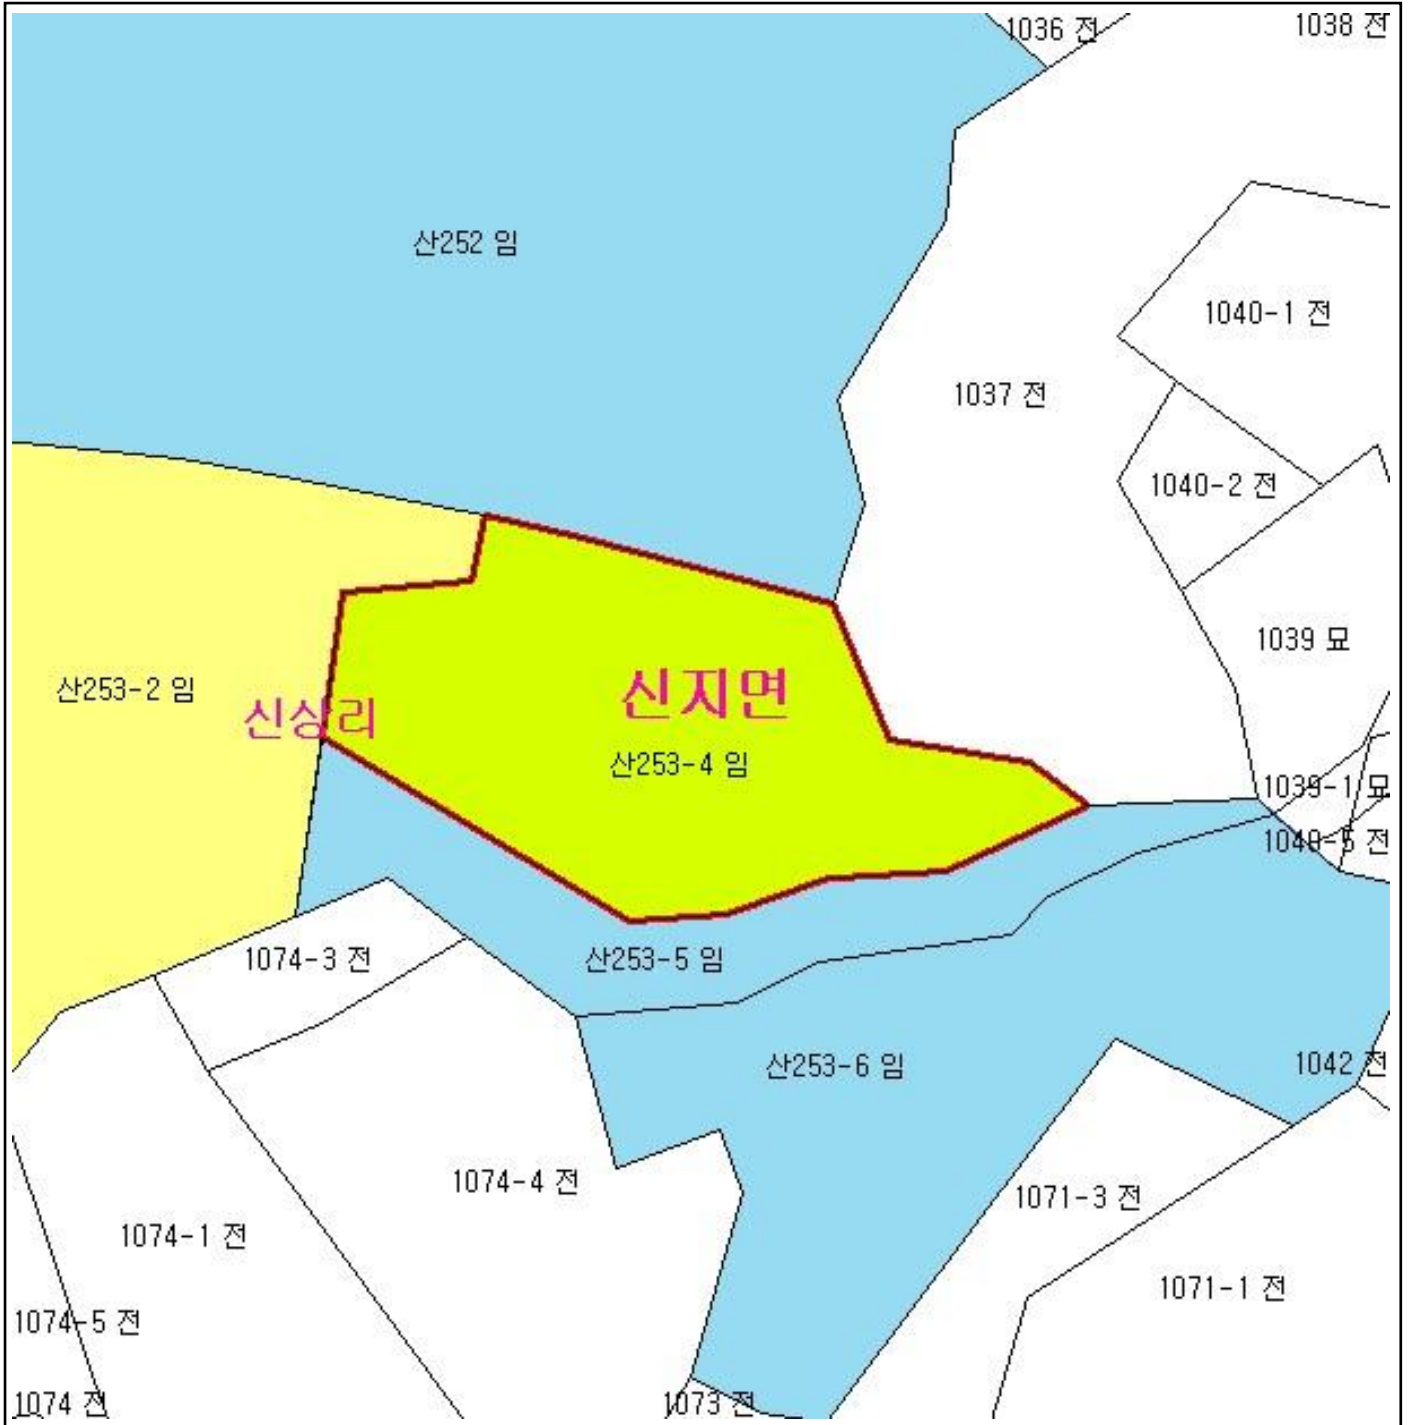 1036 전
1038 전
산252 임
1040-1 전
1037 전
1040-2 전
1039 묘
산253-2 임
신상리
신지면
산253-4 임
1039-1 묘
1040-5 전
1074-3 전
산253-5 임
산253-6 임
1042 전
1074-4 전
1071-3 전
1074-1 전
1071-1 전
1074-5 전
1074 전
1073 전